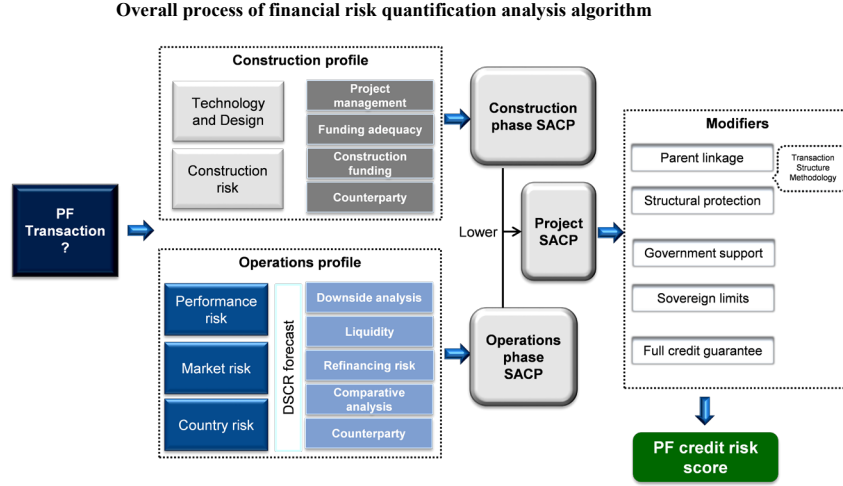 Overall process of financial risk quantification analysis algorithm
PF
Transaction
?
Construction profile
Technology
and Design
Construction
risk
Project
management
Funding adequacy
Construction
funding
Counterparty
Operations profile
Performance
risk
Market risk
Country risk
DSCR forecast
Downside analysis
Liquidity
Refinancing risk
Comparative
analysis
Counterparty
Construction
phase SACP
Lower
Project
SACP
Operations
phase
SACP
Modifiers
Parent linkage
Transaction
Structure
Methodology
Structural protection
Government support
Sovereign limits
Full credit guarantee
PF credit risk
score